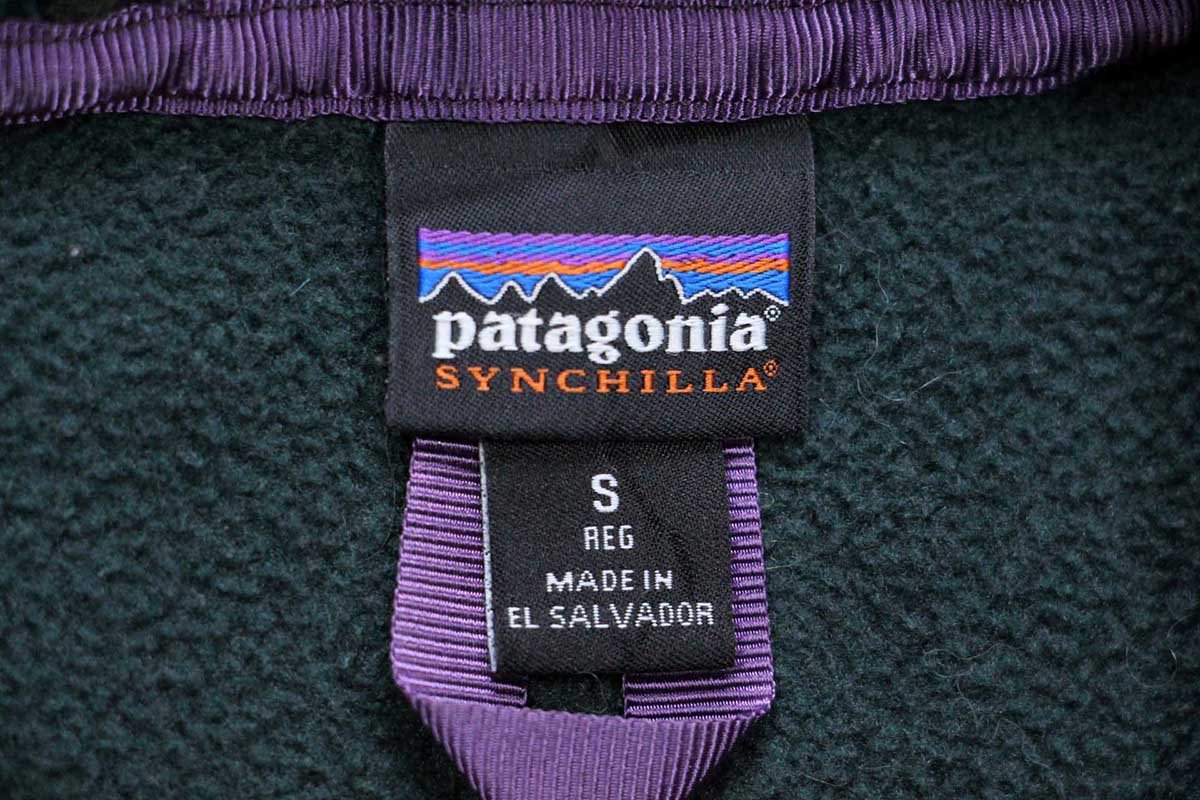 patagonia®
SYNCHILLA®
S
REG
MADE IN
EL SALVADOR